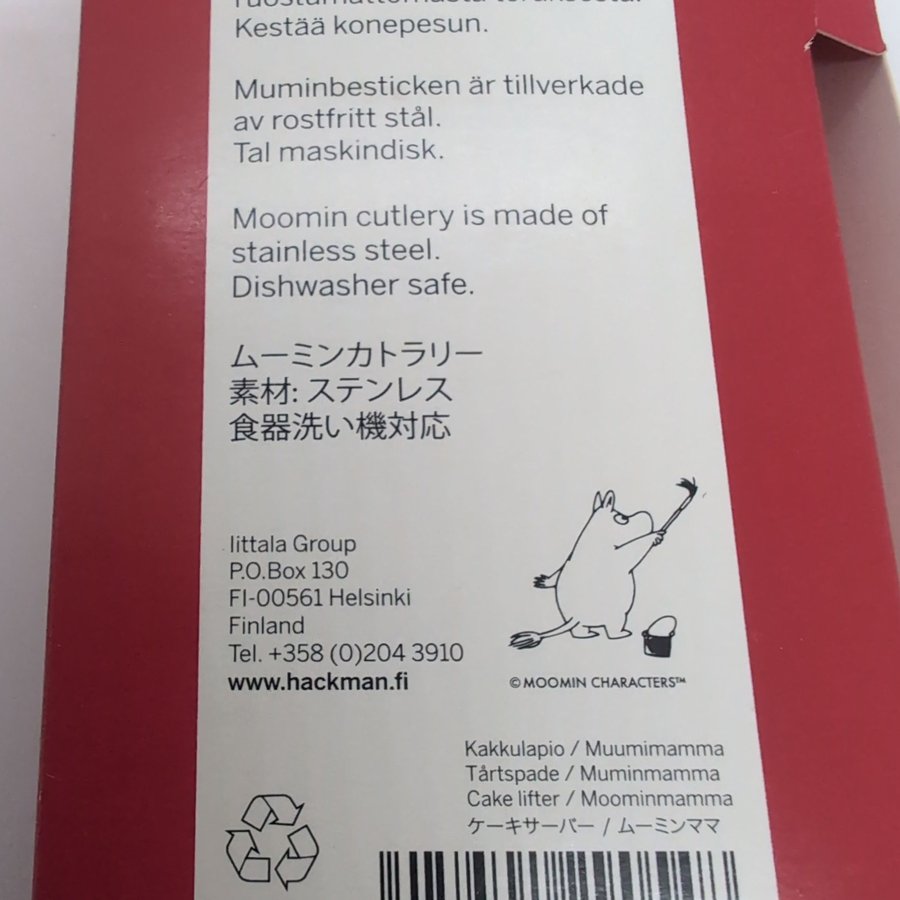 Kestää konepesun.
Muminbesticken är tillverkade
av rostfritt stål.
Tal maskindisk.
Moomin cutlery is made of
stainless steel.
Dishwasher safe.
ムーミンカトラリー
素材: ステンレス
食器洗い機対応
Iittala Group
P.O.Box 130
FI-00561 Helsinki
Finland
Tel. +358 (0)204 3910
www.hackman.fi
© MOOMIN CHARACTERS™
Kakkulapio / Muumimamma
Tårtspade / Muminmamma
Cake lifter / Moominmamma
ケーキサーバー / ムーミンママ